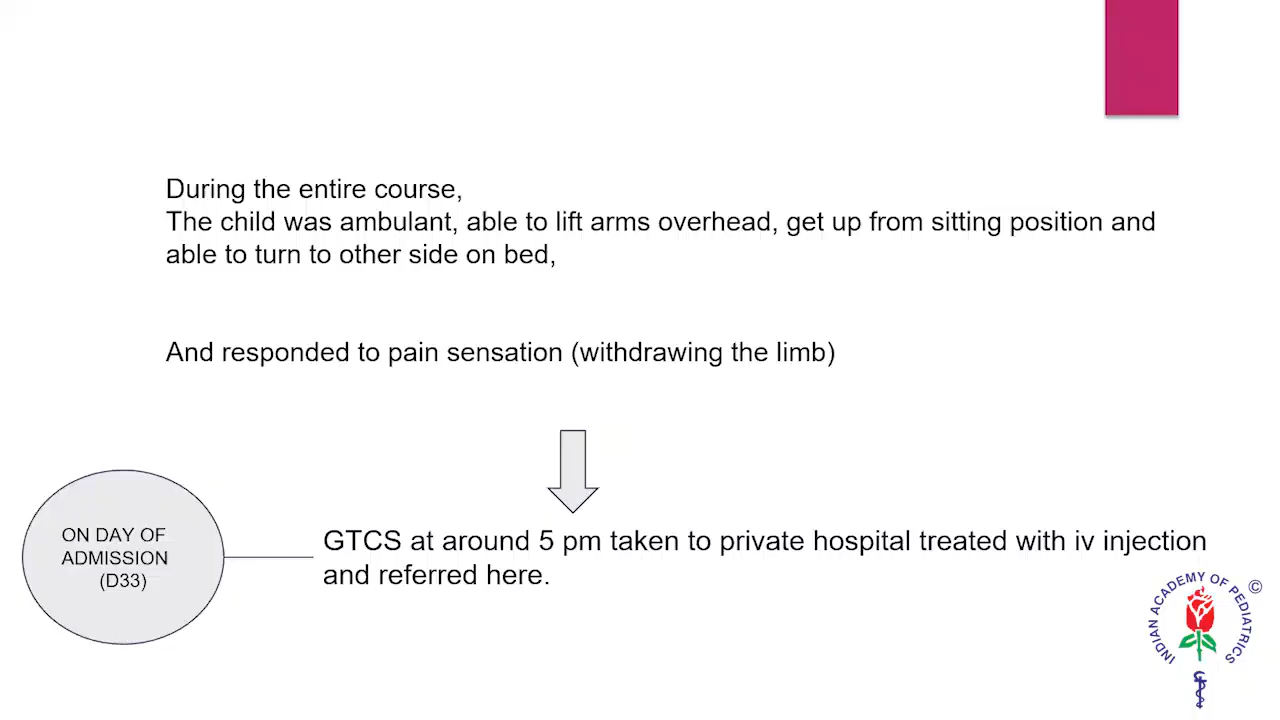 During the entire course,
The child was ambulant, able to lift arms overhead, get up from sitting position and
able to turn to other side on bed,
And responded to pain sensation (withdrawing the limb)
ON DAY OF
ADMISSION
(D33)
GTCS at around 5 pm taken to private hospital treated with iv injection
and referred here.
INDIAN ACADEMY OF PEDIATRICS
©